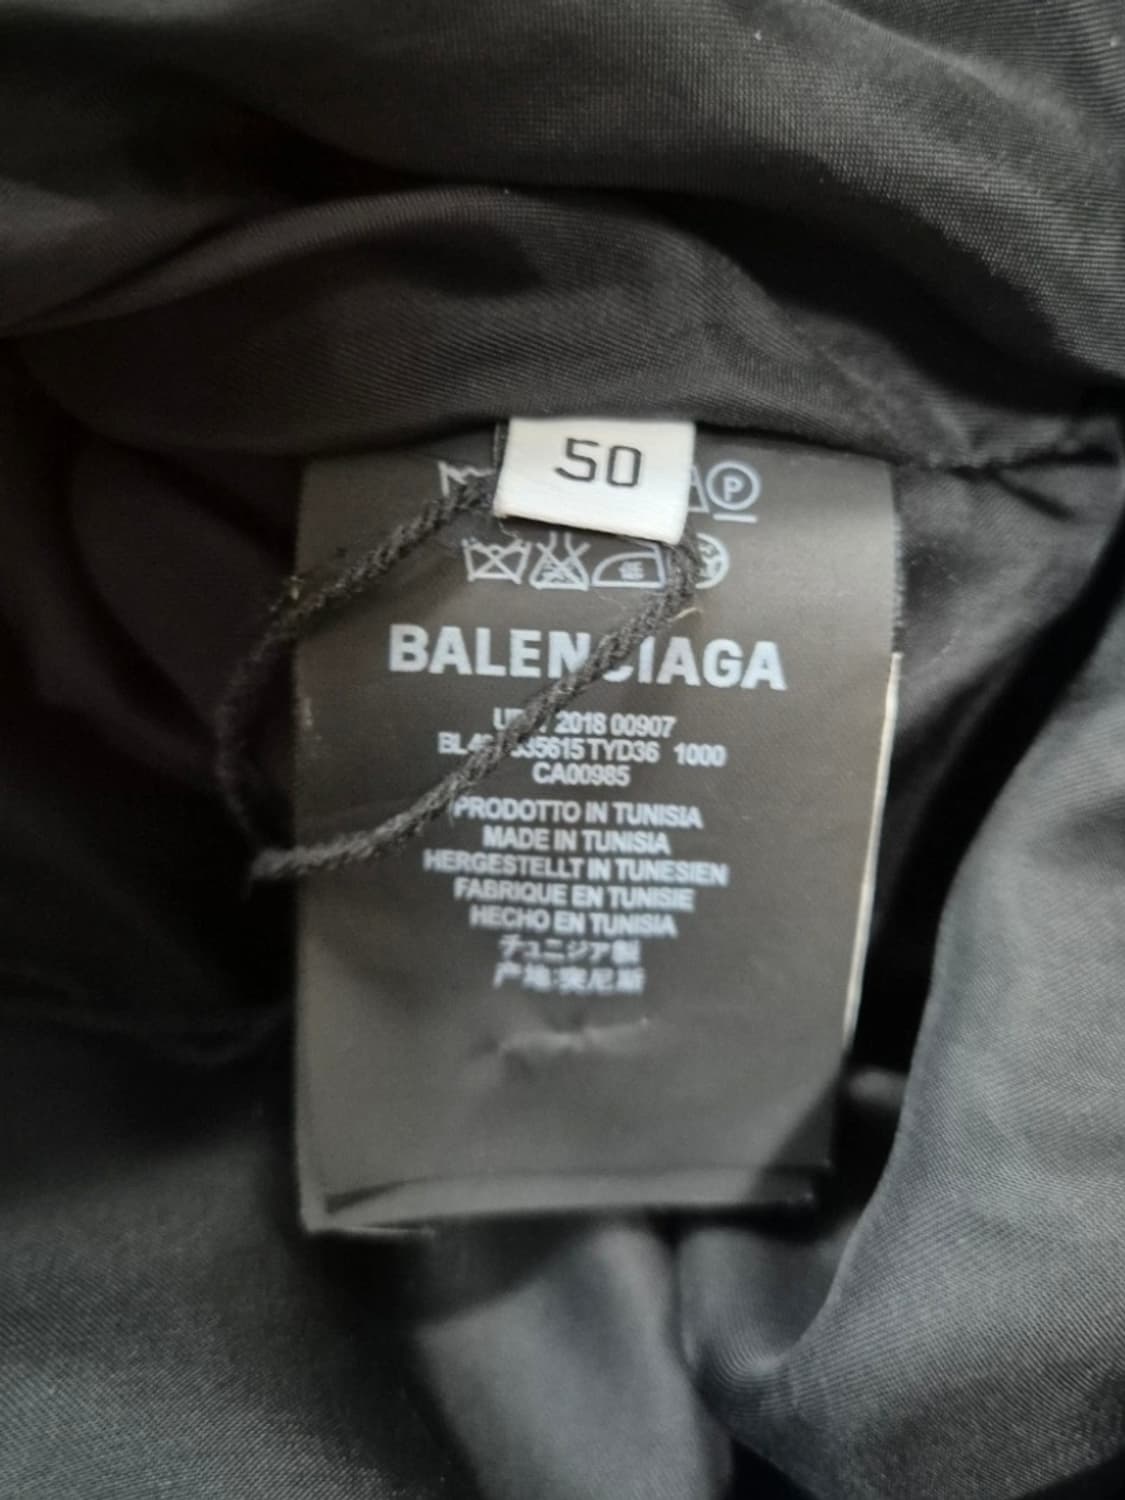 50
P
BALENCIAGA
2018 00907
TYD36 1000
CA00985
PRODOTTO IN TUNISIA
MADE IN TUNISIA
HERGESTELLT IN TUNESIEN
FABRIQUE EN TUNISIE
HECHO EN TUNISIA
チュニジア製
产地:突尼斯